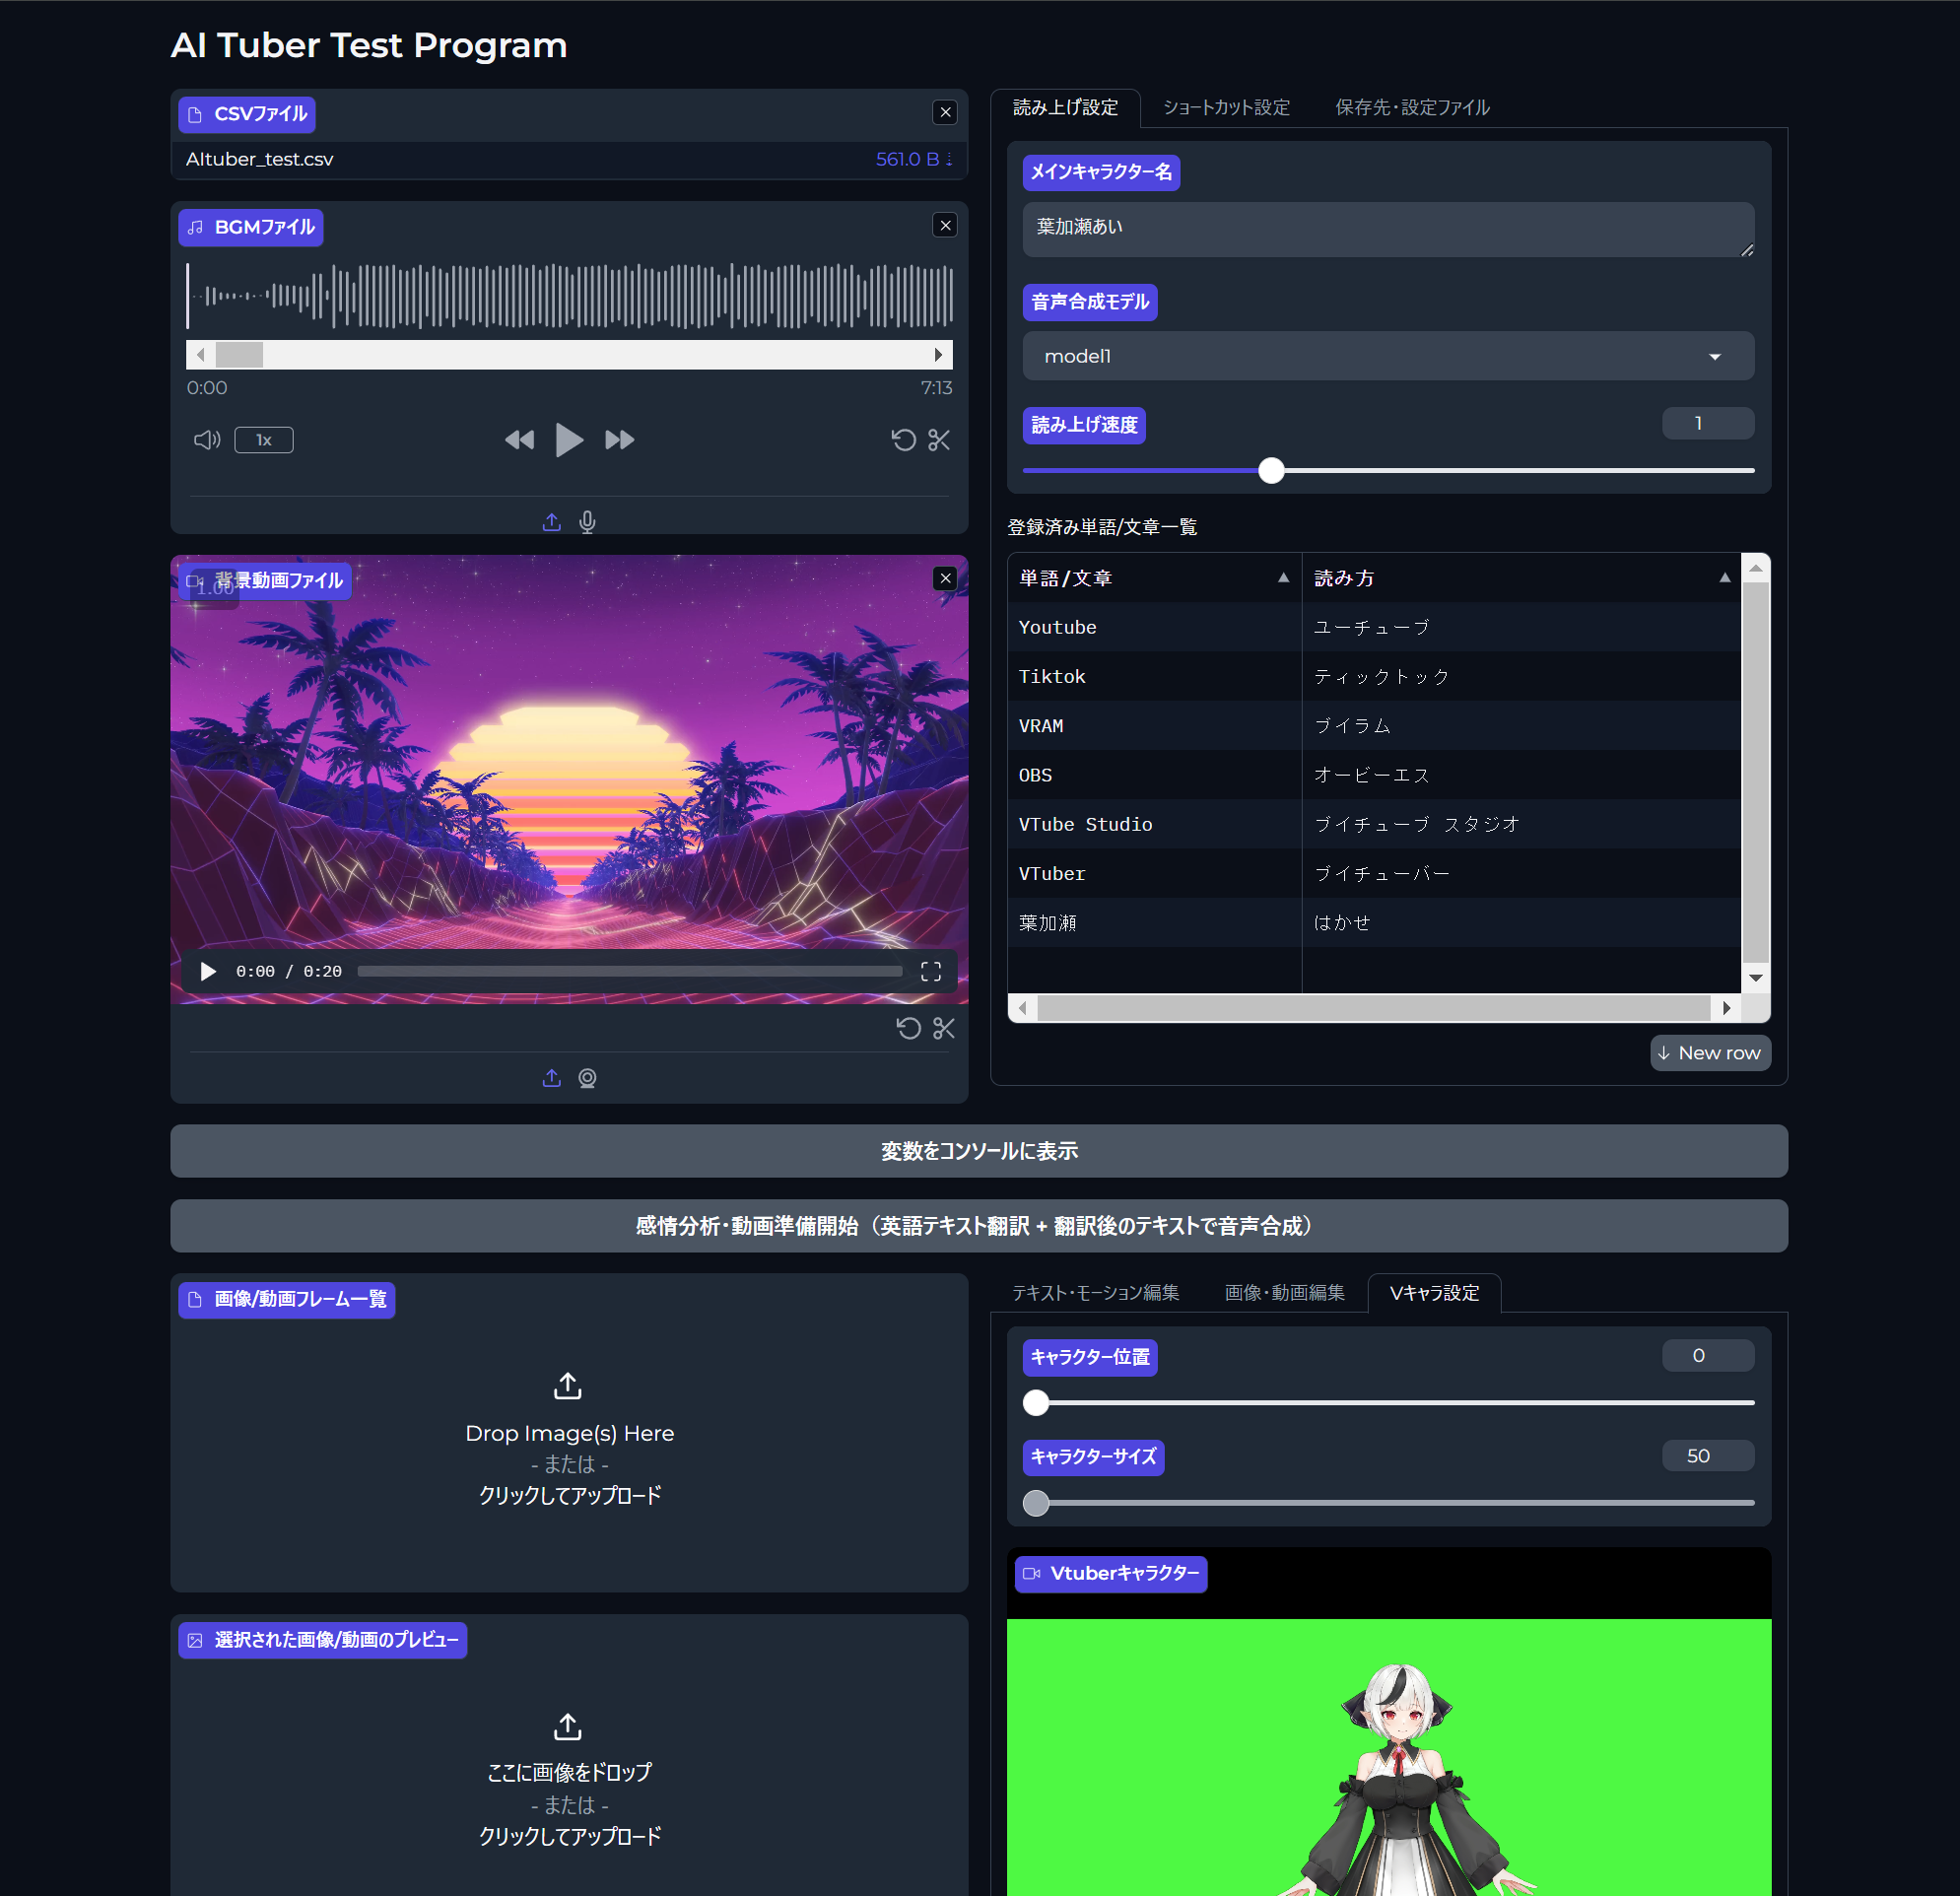 AI Tuber Test Program
CSVファイル
AItuber_test.csv 561.0 B ⇣
BGMファイル
0:00 7:13
1x
背景動画ファイル
1.00
0:00 / 0:20
読み上げ設定 ショートカット設定 保存先・設定ファイル
メインキャラクター名
葉加瀬あい
音声合成モデル
model1
読み上げ速度 1
登録済み単語/文章一覧
単語/文章 読み方
Youtube ユーチューブ
Tiktok ティックトック
VRAM ブイラム
OBS オービーエス
VTube Studio ブイチューブ スタジオ
VTuber ブイチューバー
葉加瀬 はかせ
↓ New row
変数をコンソールに表示
感情分析・動画準備開始（英語テキスト翻訳 + 翻訳後のテキストで音声合成）
画像/動画フレーム一覧
Drop Image(s) Here
- または -
クリックしてアップロード
選択された画像/動画のプレビュー
ここに画像をドロップ
- または -
クリックしてアップロード
テキスト・モーション編集 画像・動画編集 Vキャラ設定
キャラクター位置 0
キャラクターサイズ 50
Vtuberキャラクター